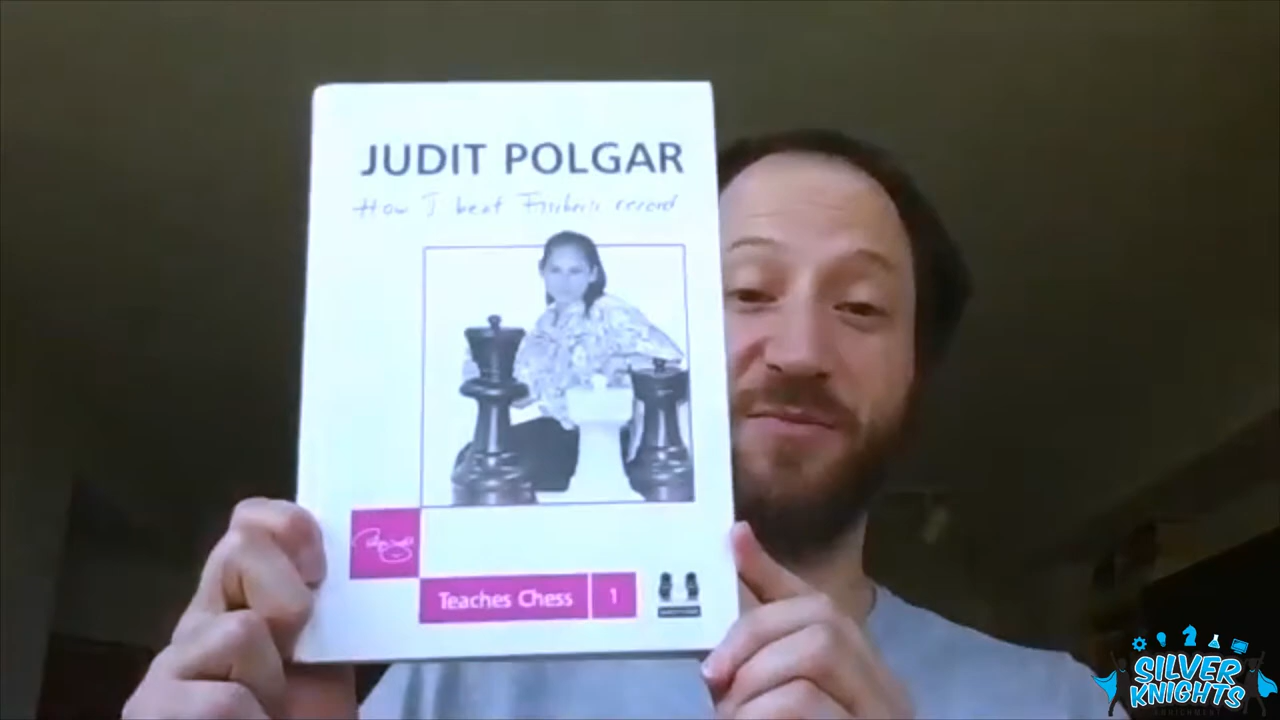 JUDIT POLGAR
How I beat Fischer's record
Teaches Chess 1
SILVER
KNIGHTS